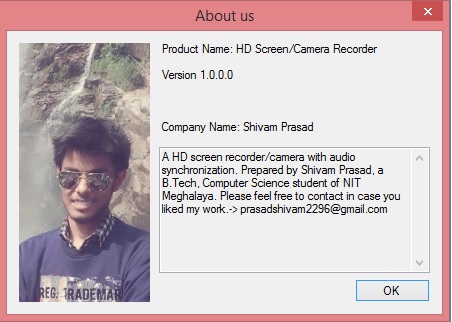 About us
Product Name: HD Screen/Camera Recorder
Version 1.0.0.0
Company Name: Shivam Prasad
A HD screen recorder/camera with audio
synchronization. Prepared by Shivam Prasad, a
B.Tech, Computer Science student of NIT
Meghalaya. Please feel free to contact in case you
liked my work.-> prasadshivam2296@gmail.com
REG. TRADEMAR
OK